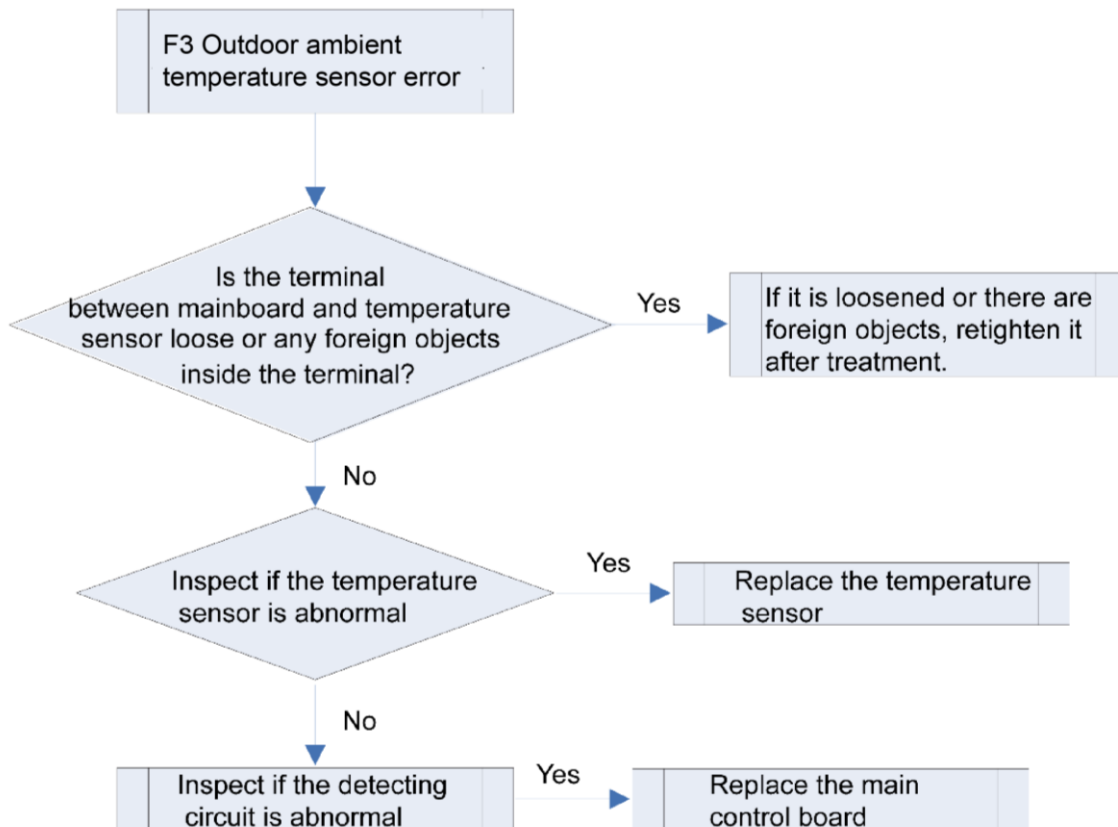 F3 Outdoor ambient
temperature sensor error
Is the terminal
between mainboard and temperature
sensor loose or any foreign objects
inside the terminal?
Yes
If it is loosened or there are
foreign objects, retighten it
after treatment.
No
Inspect if the temperature
sensor is abnormal
Yes
Replace the temperature
sensor
No
Inspect if the detecting
circuit is abnormal
Yes
Replace the main
control board